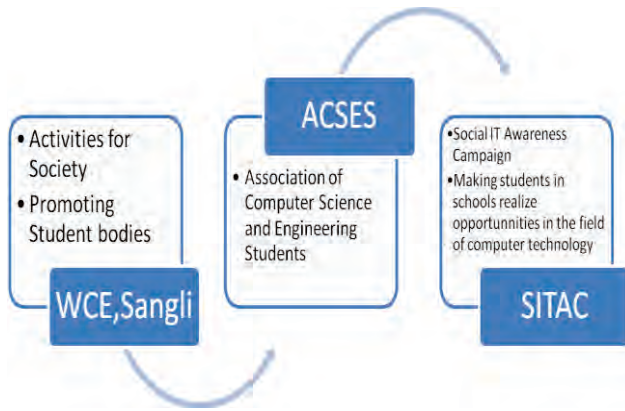 • Activities for
Society
• Promoting
Student bodies
WCE,Sangli
ACSES
• Association of
Computer Science
and Engineering
Students
•Social IT Awareness
Campaign
•Making students in
schools realize
opportunnities in the field
of computer technology
SITAC